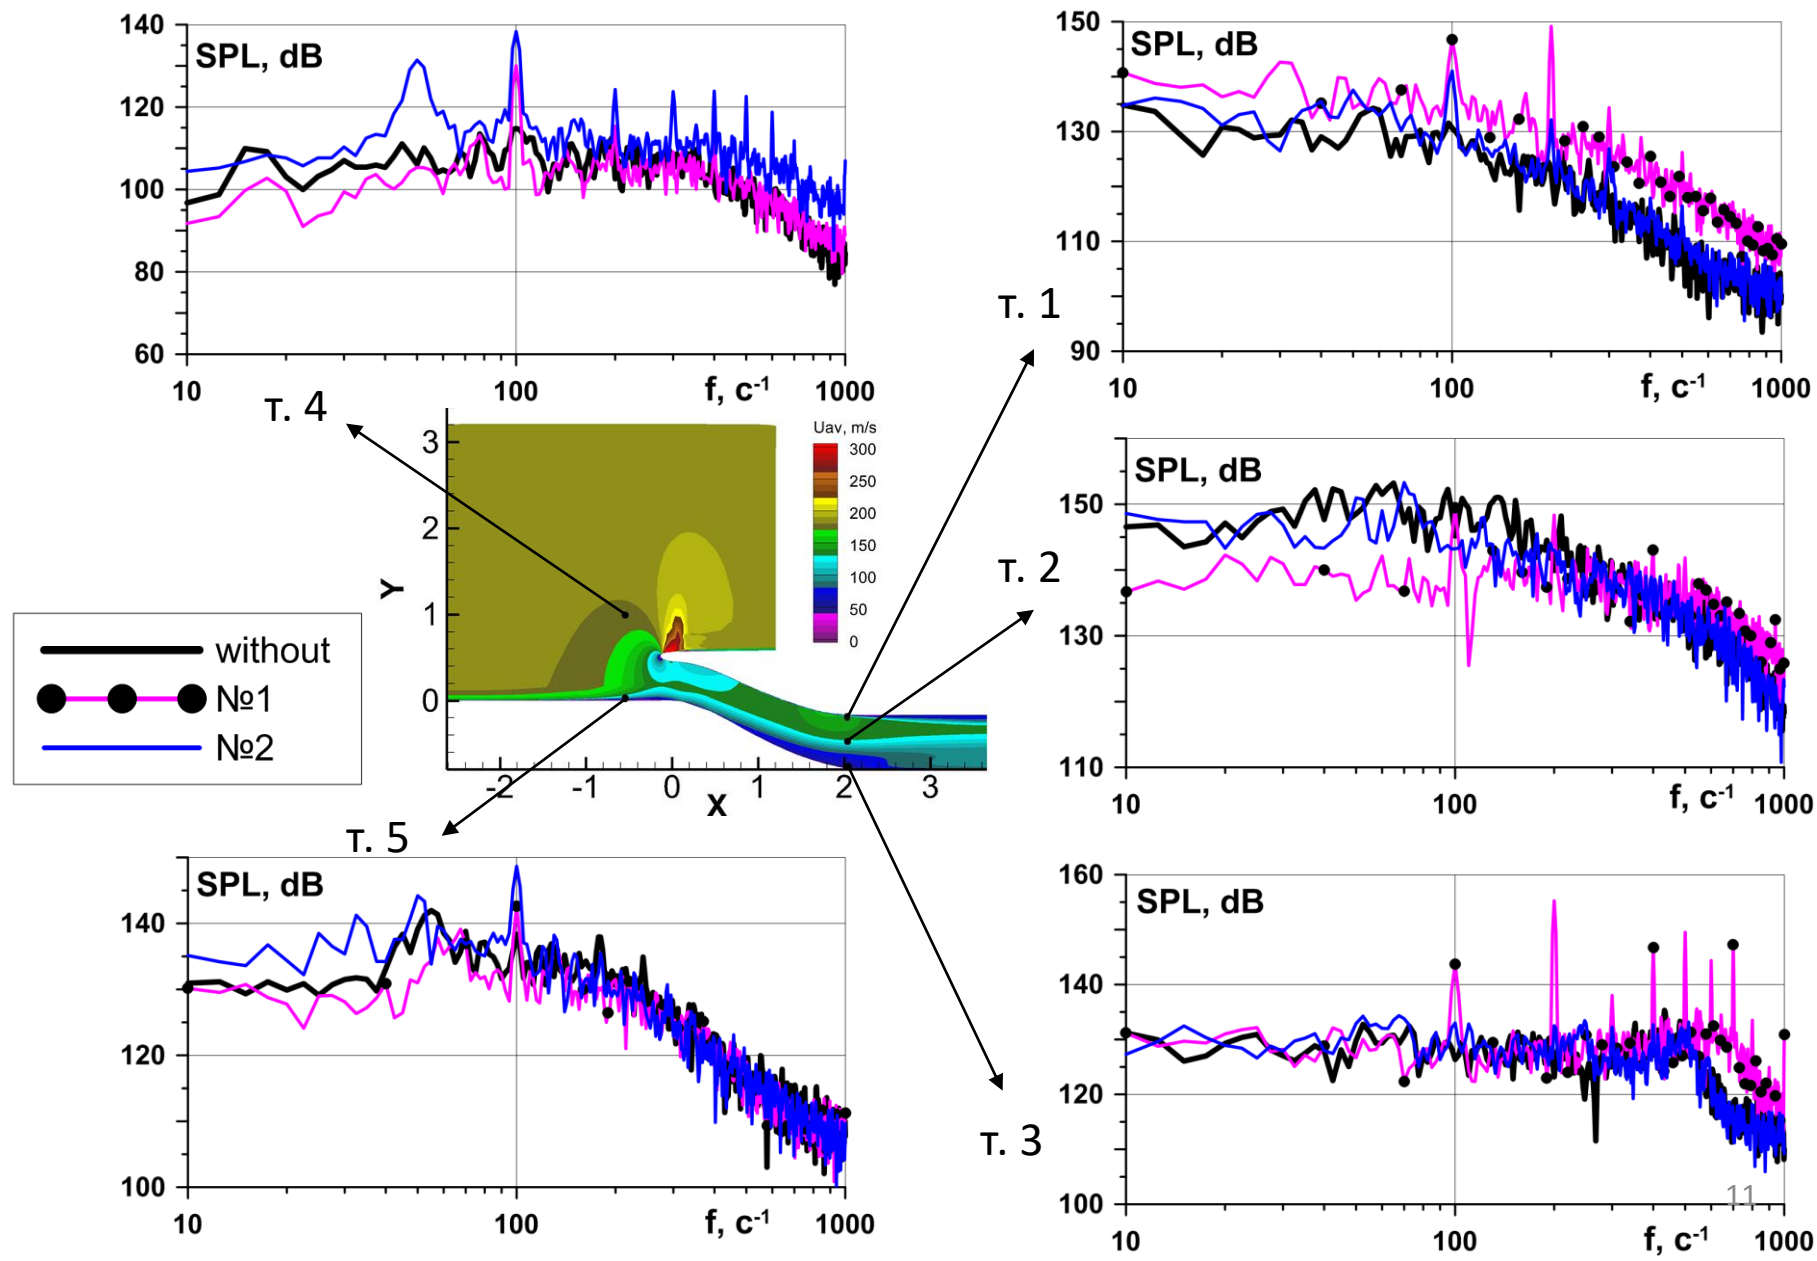 140
SPL, dB
120
100
80
60
10
100
f, c⁻¹
1000
150
SPL, dB
130
110
90
10
100
f, c⁻¹
1000
т. 1
т. 4
Uav, m/s
300
250
200
150
100
50
0
3
2
1
0
Y
-2
-1
0
1
2
3
X
SPL, dB
150
130
110
10
100
f, c⁻¹
1000
т. 2
without
№1
№2
т. 5
SPL, dB
140
120
100
10
100
f, c⁻¹
1000
160
SPL, dB
140
120
100
10
100
f, c⁻¹
1000
т. 3
11